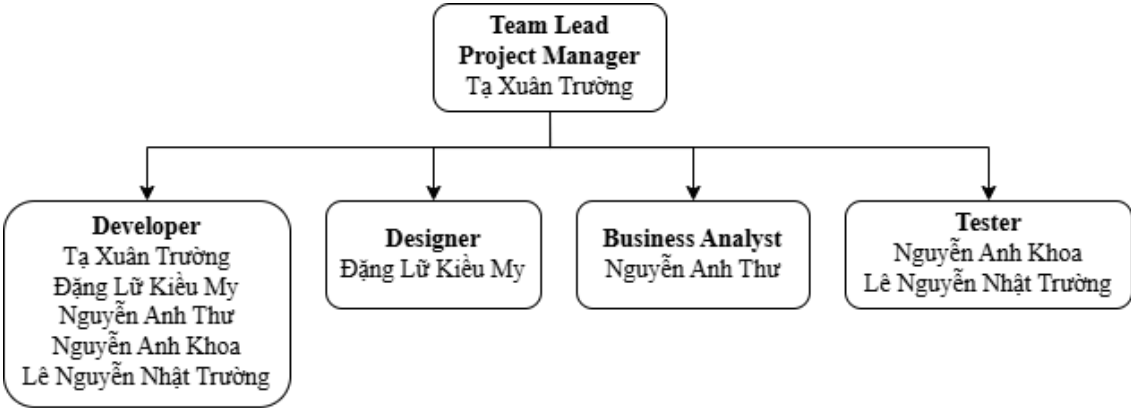 Team Lead
Project Manager
Tạ Xuân Trường
Developer
Tạ Xuân Trường
Đặng Lữ Kiều My
Nguyễn Anh Thư
Nguyễn Anh Khoa
Lê Nguyễn Nhật Trường
Designer
Đặng Lữ Kiều My
Business Analyst
Nguyễn Anh Thư
Tester
Nguyễn Anh Khoa
Lê Nguyễn Nhật Trường